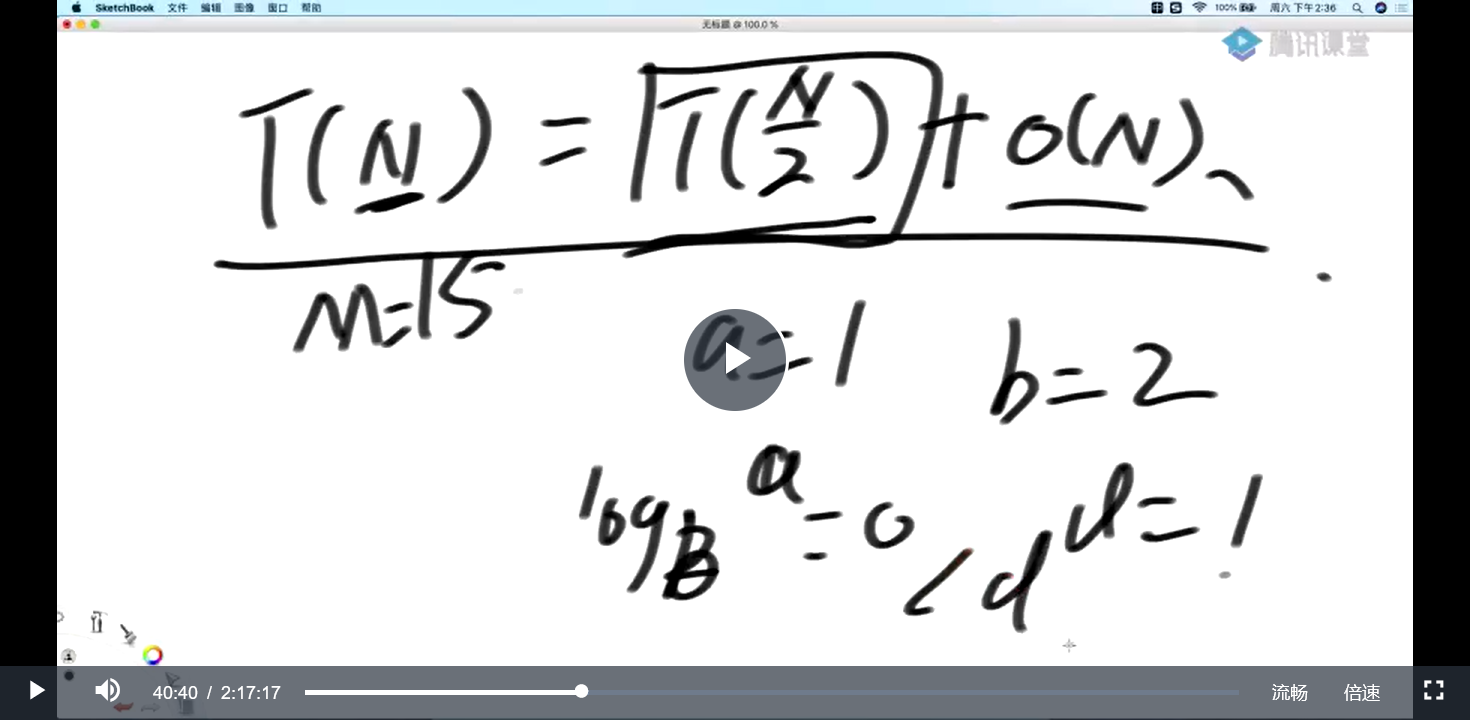 SketchBook 文件 编辑 图像 窗口 帮助 100% 周六 下午2:36
无标题 @ 100.0 %
腾讯课堂
T(N) = T(N/2) + O(N)、
N=15
a=1 b=2
log_B a = 0 < d d=1
40:40 / 2:17:17 流畅 倍速